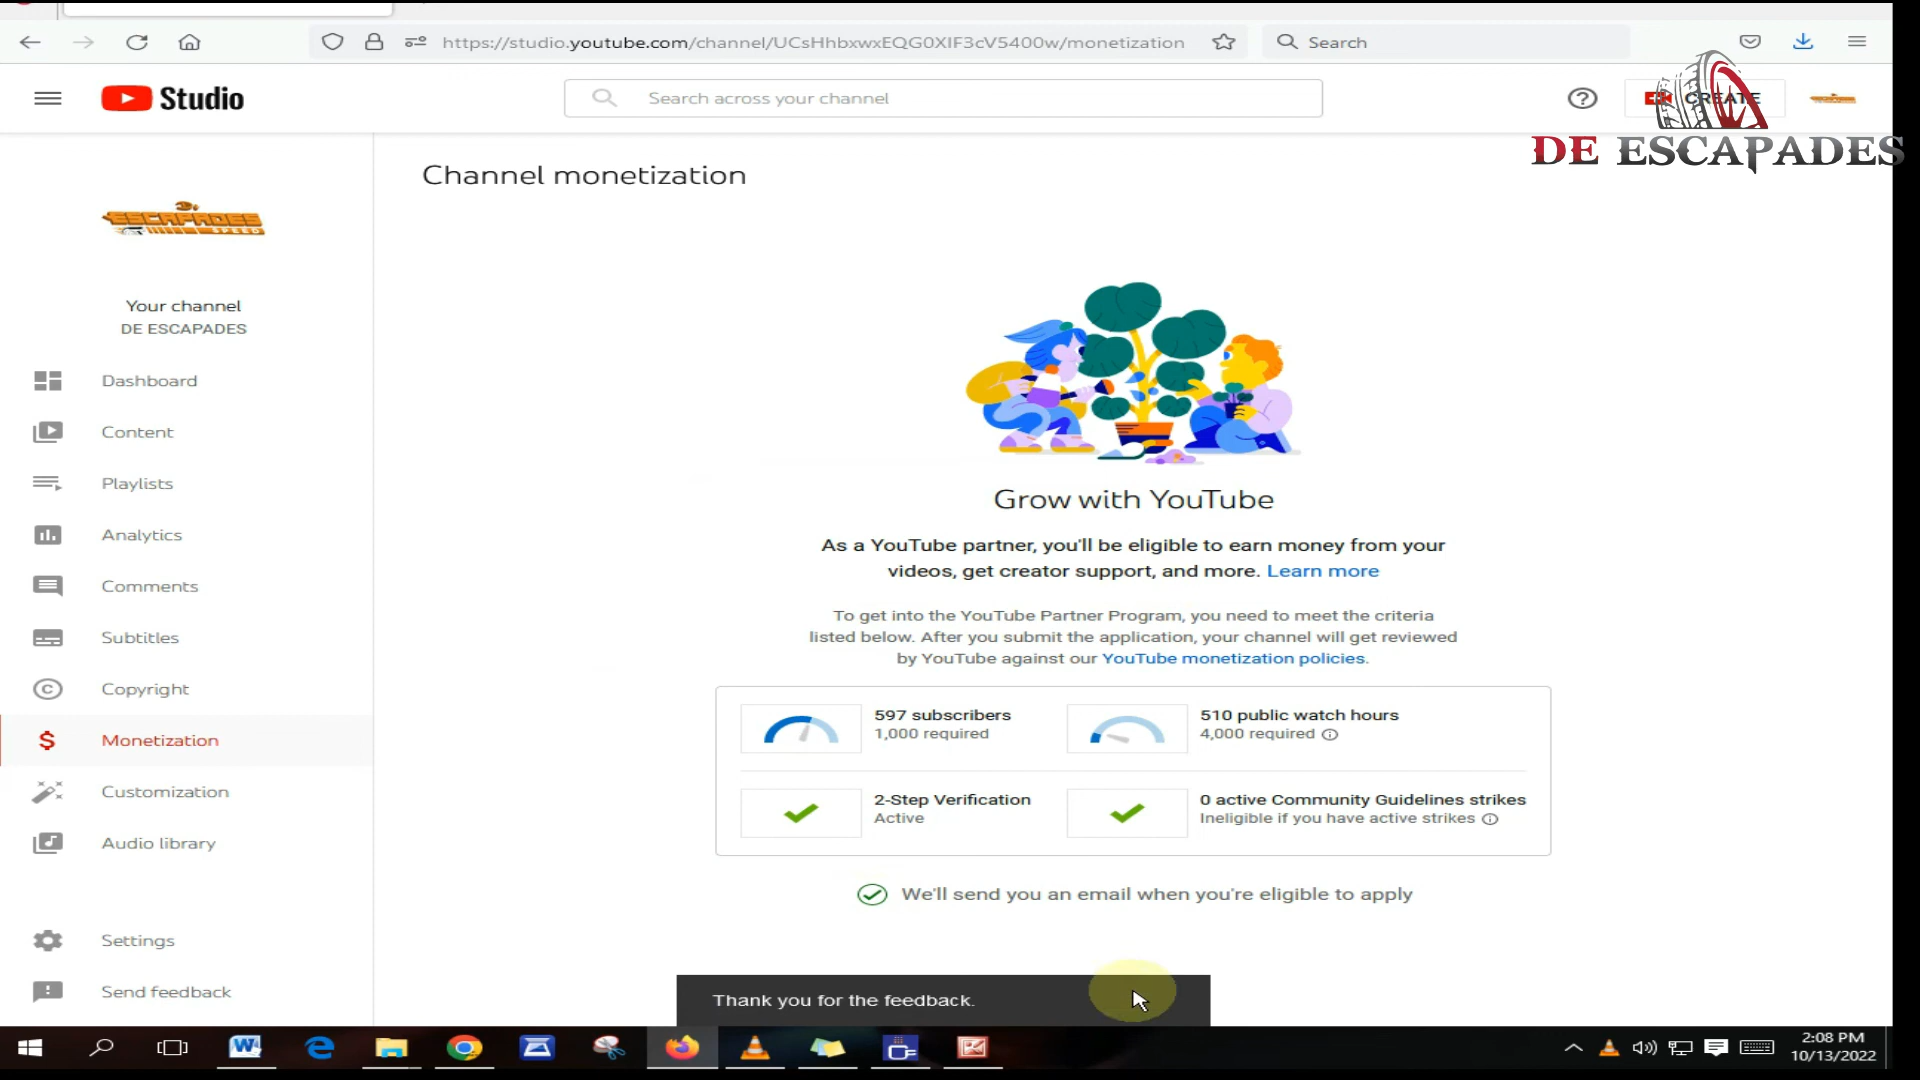 https://studio.youtube.com/channel/UCsHhbxwxEQG0XIF3cV5400w/monetization
Search
Studio
Search across your channel
CREATE
DE ESCAPADES
Channel monetization
ESCAPADES
SPEED
Your channel
DE ESCAPADES
Dashboard
Content
Playlists
Analytics
Comments
Subtitles
Copyright
Monetization
Customization
Audio library
Settings
Send feedback
Grow with YouTube
As a YouTube partner, you'll be eligible to earn money from your
videos, get creator support, and more. Learn more
To get into the YouTube Partner Program, you need to meet the criteria
listed below. After you submit the application, your channel will get reviewed
by YouTube against our YouTube monetization policies.
597 subscribers
1,000 required
510 public watch hours
4,000 required
2-Step Verification
Active
0 active Community Guidelines strikes
Ineligible if you have active strikes
We'll send you an email when you're eligible to apply
Thank you for the feedback.
2:08 PM
10/13/2022